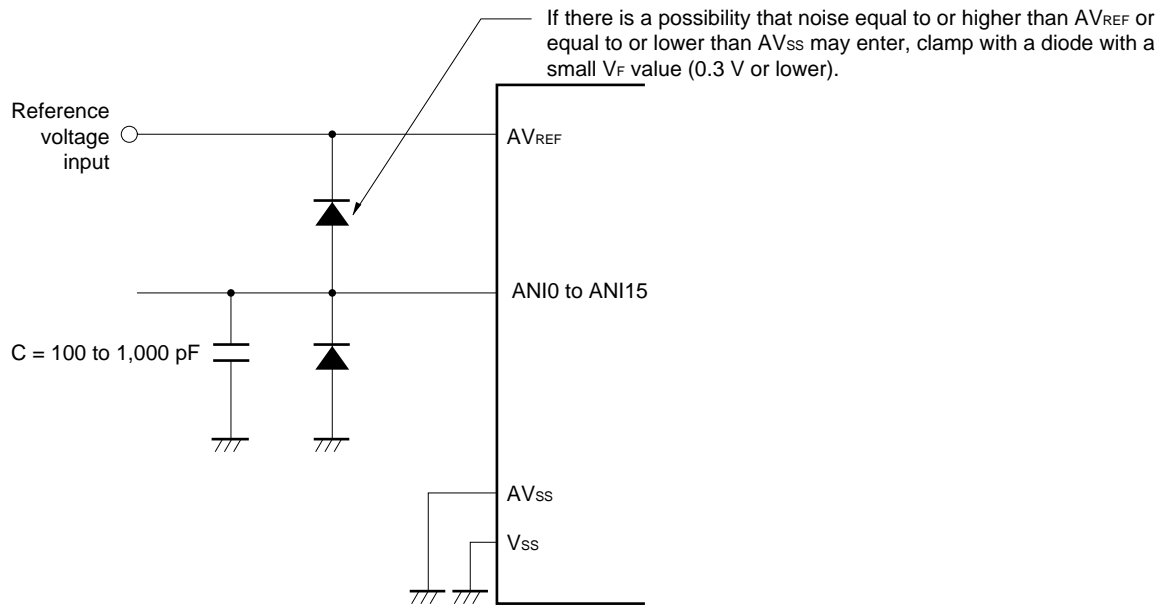 If there is a possibility that noise equal to or higher than AVREF or
equal to or lower than AVSS may enter, clamp with a diode with a
small VF value (0.3 V or lower).
Reference
voltage
input
AVREF
ANI0 to ANI15
C = 100 to 1,000 pF
AVSS
VSS